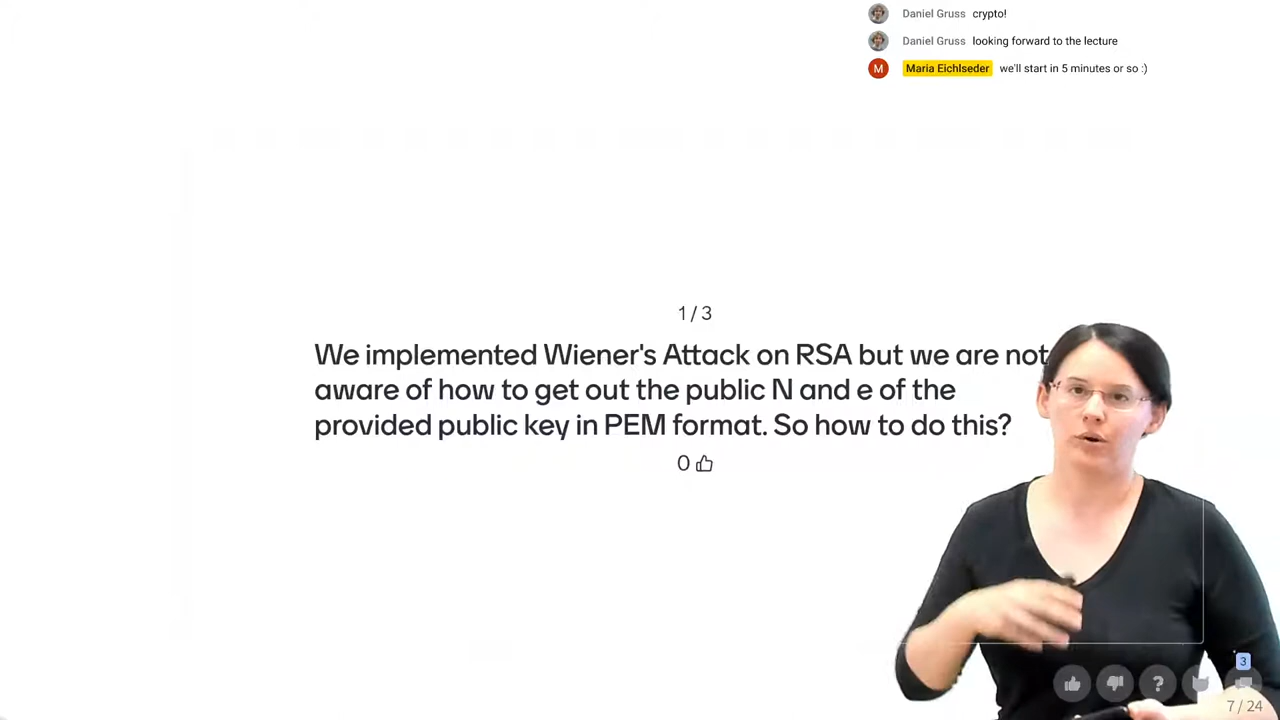 Daniel Gruss crypto!
Daniel Gruss looking forward to the lecture
M Maria Eichlseder we'll start in 5 minutes or so :)
1 / 3
We implemented Wiener's Attack on RSA but we are not
aware of how to get out the public N and e of the
provided public key in PEM format. So how to do this?
0
3
?
7 / 24